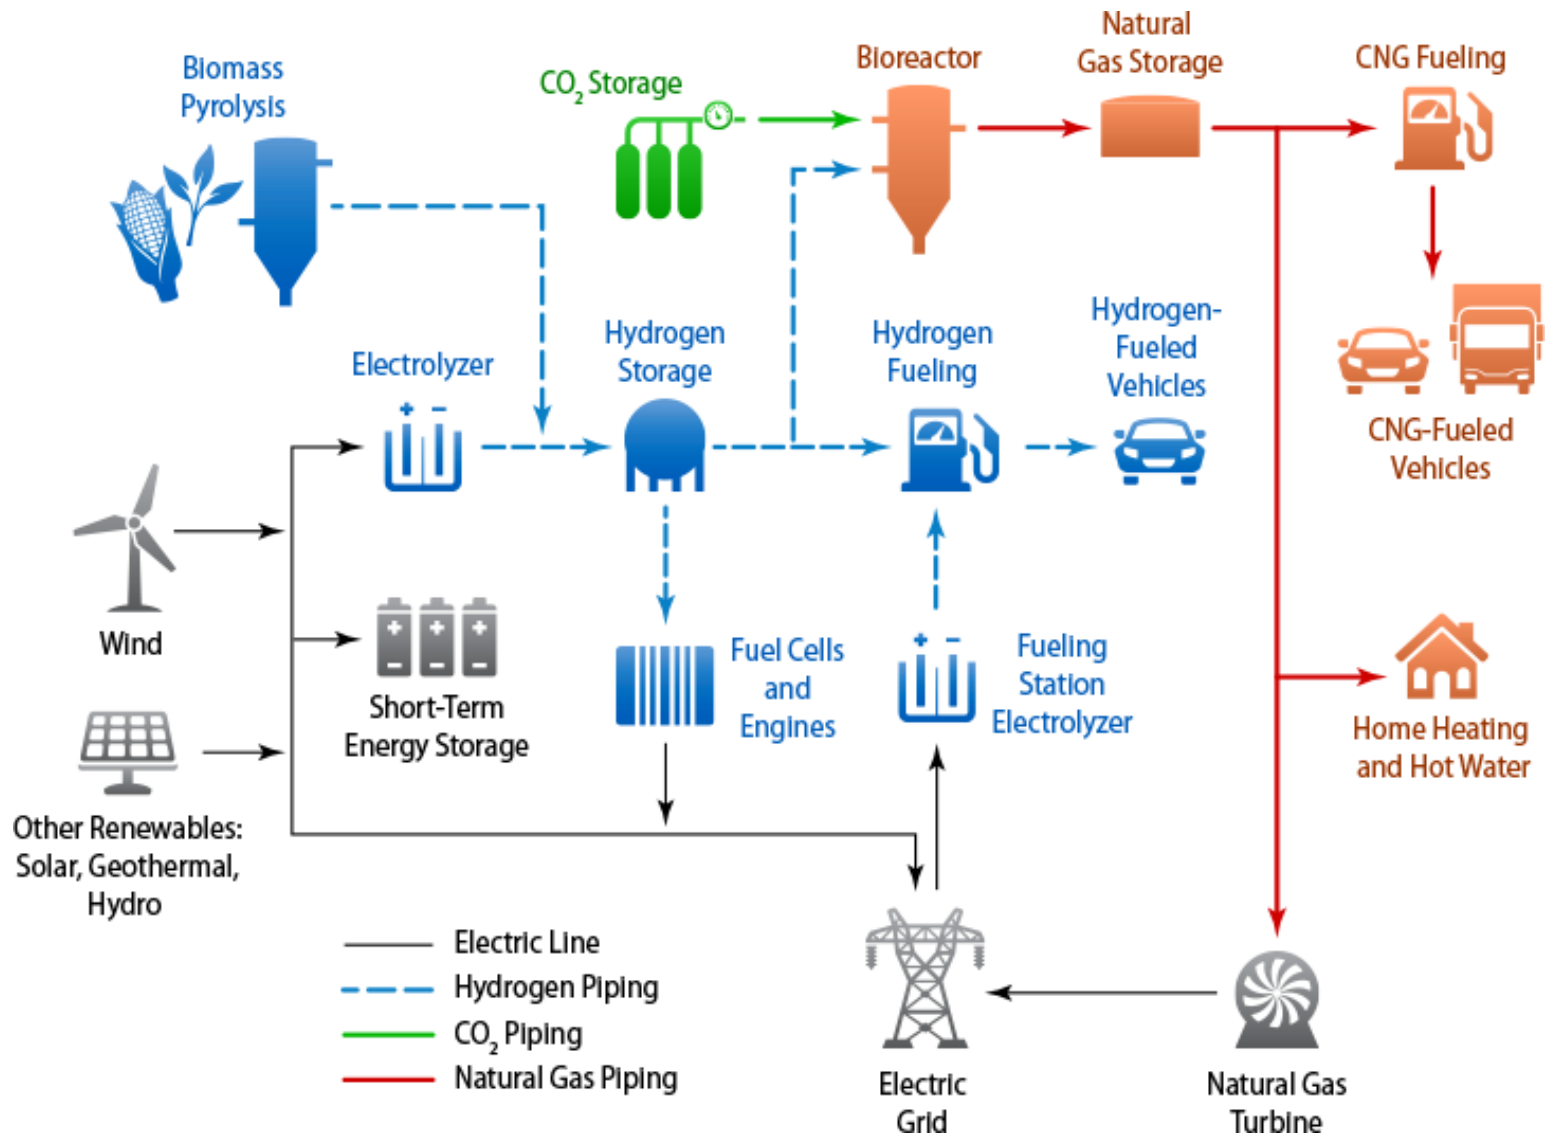 Biomass
Pyrolysis
CO2 Storage
Bioreactor
Natural
Gas Storage
CNG Fueling
Electrolyzer
+ −
Hydrogen
Storage
Hydrogen
Fueling
Hydrogen-
Fueled
Vehicles
CNG-Fueled
Vehicles
Wind
+ + +
− − −
Short-Term
Energy Storage
Fuel Cells
and
Engines
+ −
Fueling
Station
Electrolyzer
Home Heating
and Hot Water
Other Renewables:
Solar, Geothermal,
Hydro
Electric Line
Hydrogen Piping
CO2 Piping
Natural Gas Piping
Electric
Grid
Natural Gas
Turbine